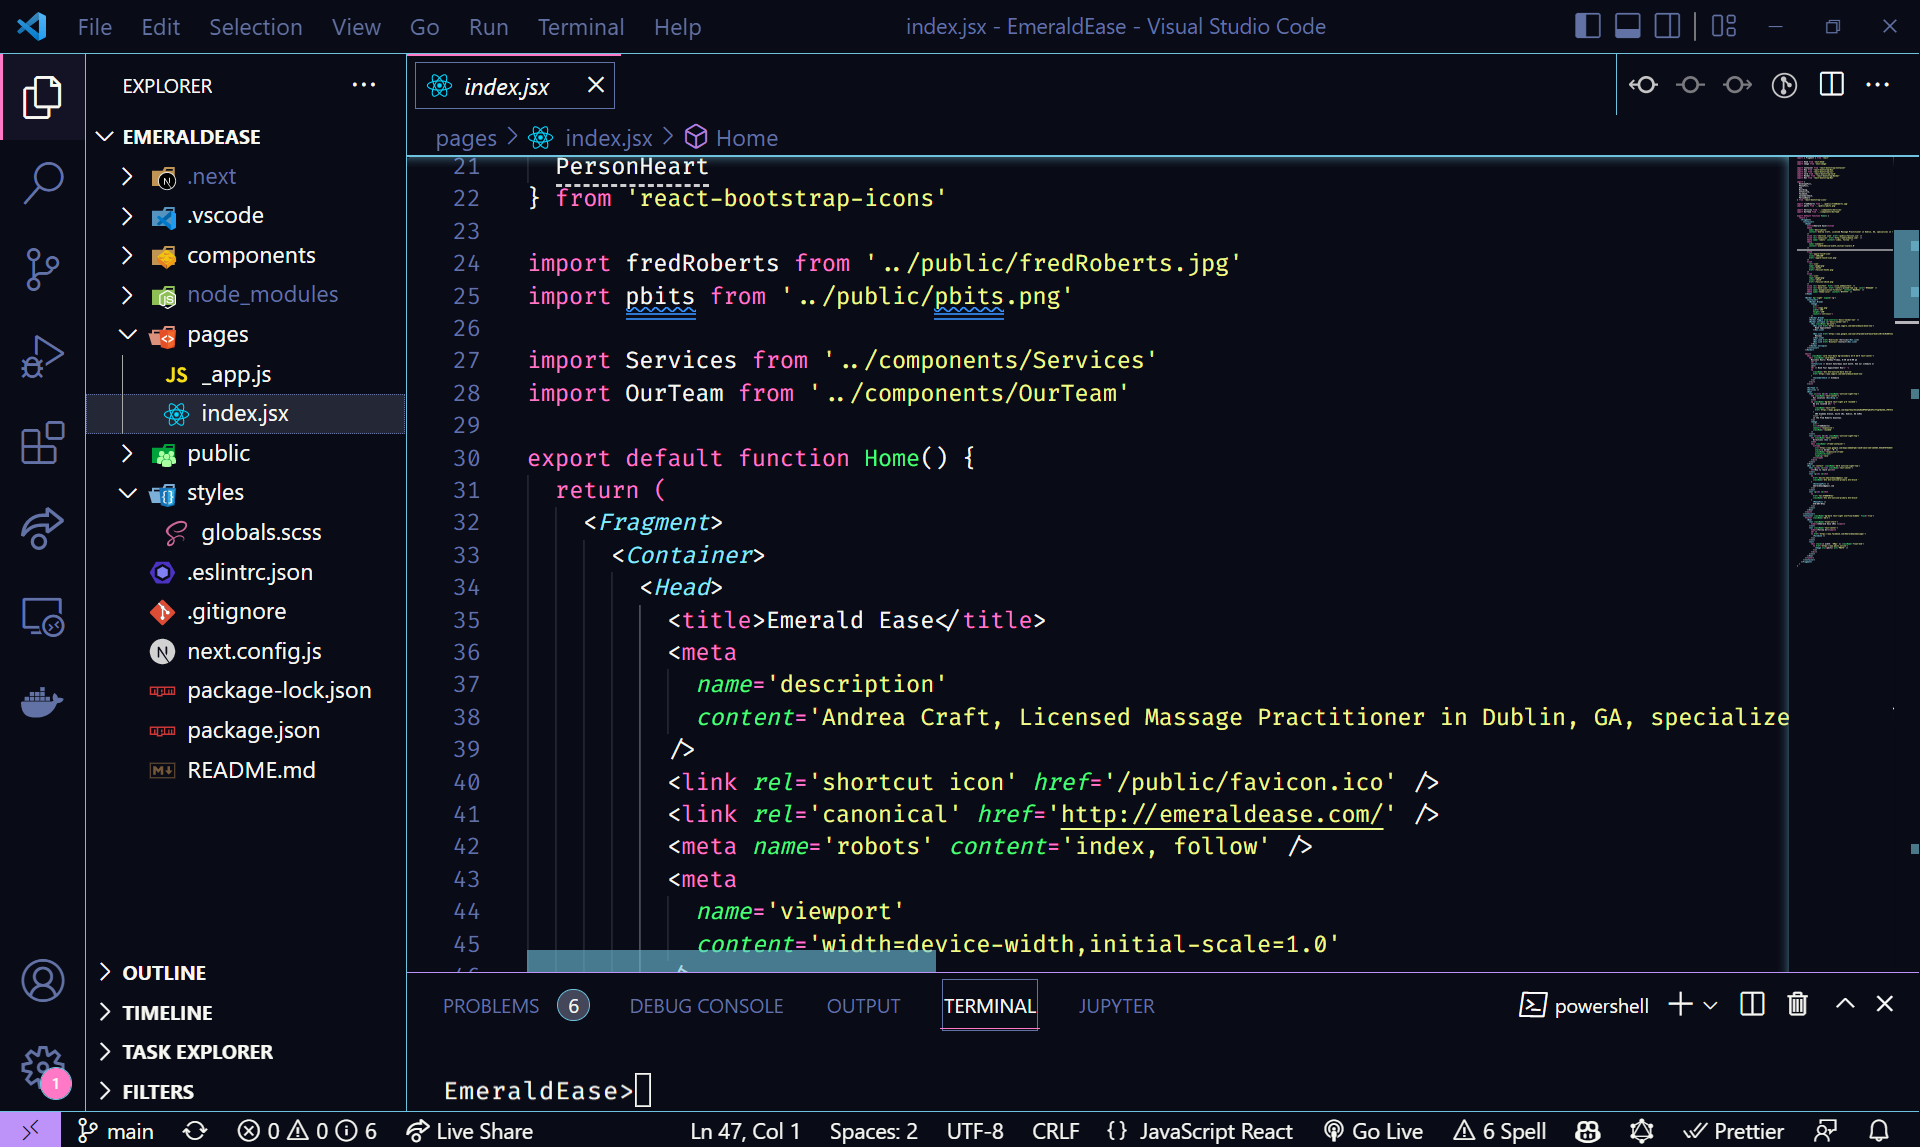 File Edit Selection View Go Run Terminal Help
index.jsx - EmeraldEase - Visual Studio Code
EXPLORER
EMERALDEASE
.next
.vscode
components
node_modules
pages
JS _app.js
index.jsx
public
styles
globals.scss
.eslintrc.json
.gitignore
next.config.js
package-lock.json
package.json
README.md
OUTLINE
TIMELINE
TASK EXPLORER
FILTERS
1
index.jsx
pages > index.jsx > Home
21 PersonHeart
22 } from 'react-bootstrap-icons'
23
24 import fredRoberts from '../public/fredRoberts.jpg'
25 import pbits from '../public/pbits.png'
26
27 import Services from '../components/Services'
28 import OurTeam from '../components/OurTeam'
29
30 export default function Home() {
31 return (
32 <Fragment>
33 <Container>
34 <Head>
35 <title>Emerald Ease</title>
36 <meta
37 name='description'
38 content='Andrea Craft, Licensed Massage Practitioner in Dublin, GA, specialize
39 />
40 <link rel='shortcut icon' href='/public/favicon.ico' />
41 <link rel='canonical' href='http://emeraldease.com/' />
42 <meta name='robots' content='index, follow' />
43 <meta
44 name='viewport'
45 content='width=device-width,initial-scale=1.0'
PROBLEMS 6 DEBUG CONSOLE OUTPUT TERMINAL JUPYTER
powershell
EmeraldEase>
main 0 0 6 Live Share Ln 47, Col 1 Spaces: 2 UTF-8 CRLF {} JavaScript React Go Live 6 Spell Prettier